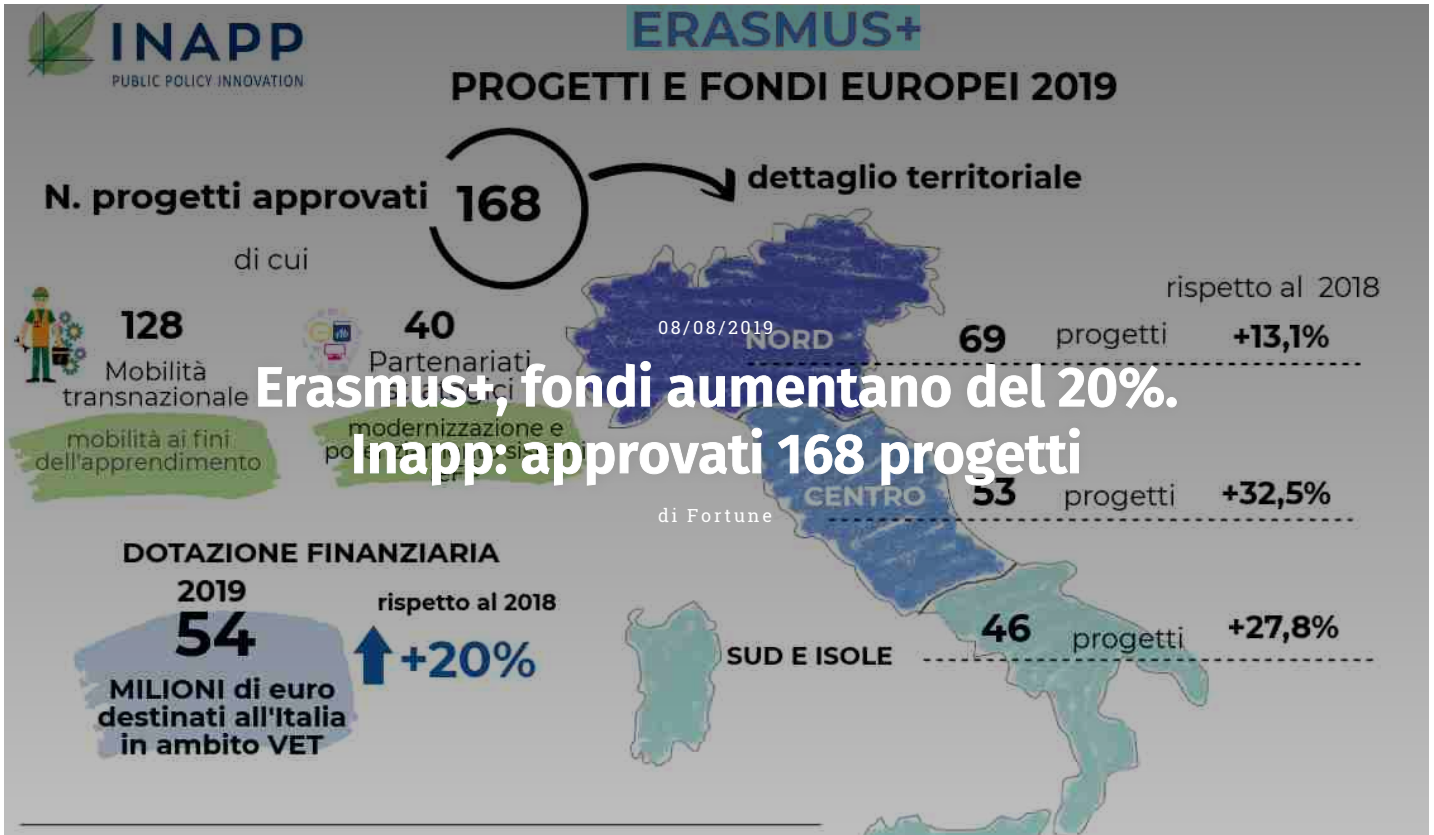 INAPP
PUBLIC POLICY INNOVATION
ERASMUS+
PROGETTI E FONDI EUROPEI 2019
N. progetti approvati
168
dettaglio territoriale
di cui
128
Mobilità
transnazionale
mobilità ai fini
dell'apprendimento
40
Partenariati
modernizzazione e
rispetto al 2018
NORD
69 progetti +13,1%
08/08/2019
Erasmus+, fondi aumentano del 20%.
Inapp: approvati 168 progetti
di Fortune
CENTRO
53 progetti +32,5%
DOTAZIONE FINANZIARIA
2019
54
MILIONI di euro
destinati all'Italia
in ambito VET
rispetto al 2018
+20%
SUD E ISOLE
46 progetti +27,8%